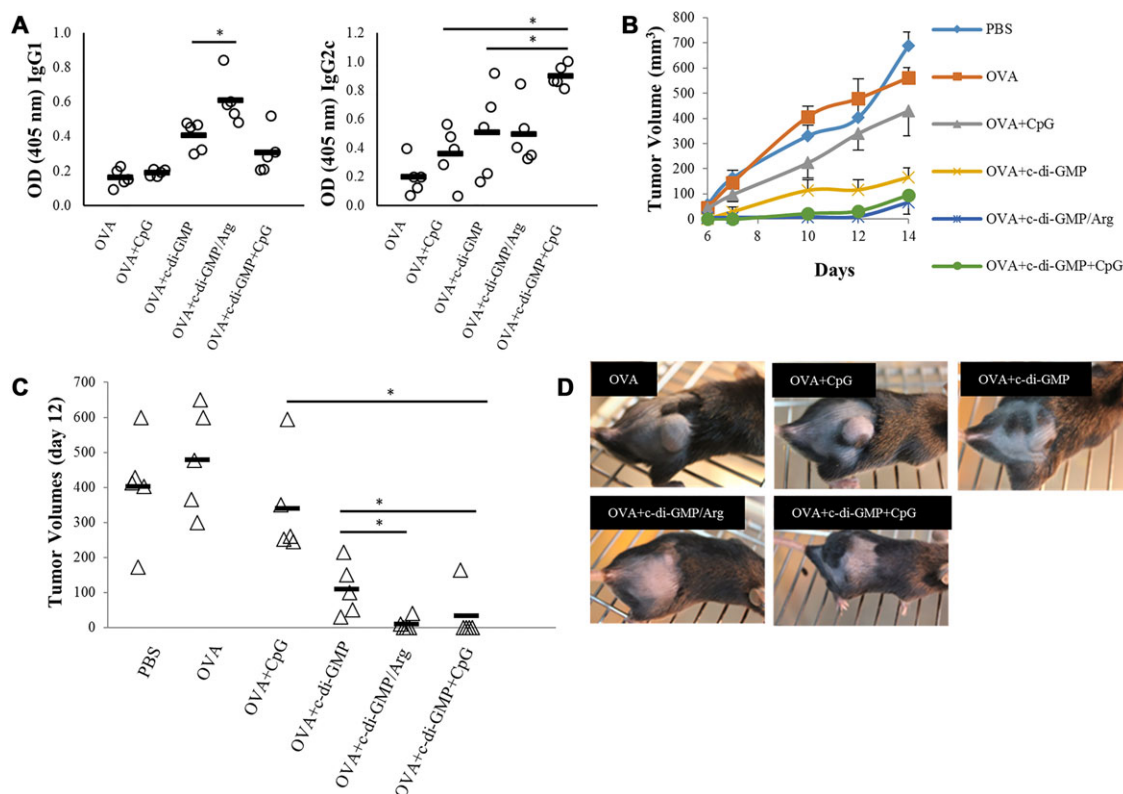 A
OD (405 nm) IgG1
1.0
0.8
0.6
0.4
0.2
0.0
*
OVA
OVA+CpG
OVA+c-di-GMP
OVA+c-di-GMP/Arg
OVA+c-di-GMP+CpG
OD (405 nm) IgG2c
1.2
1.0
0.8
0.6
0.4
0.2
0.0
*
*
OVA
OVA+CpG
OVA+c-di-GMP
OVA+c-di-GMP/Arg
OVA+c-di-GMP+CpG
B
Tumor Volume (mm³)
800
700
600
500
400
300
200
100
0
6
8
10
12
14
Days
PBS
OVA
OVA+CpG
OVA+c-di-GMP
OVA+c-di-GMP/Arg
OVA+c-di-GMP+CpG
C
Tumor Volumes (day 12)
700
600
500
400
300
200
100
0
*
*
*
PBS
OVA
OVA+CpG
OVA+c-di-GMP
OVA+c-di-GMP/Arg
OVA+c-di-GMP+CpG
D
OVA
OVA+CpG
OVA+c-di-GMP
OVA+c-di-GMP/Arg
OVA+c-di-GMP+CpG